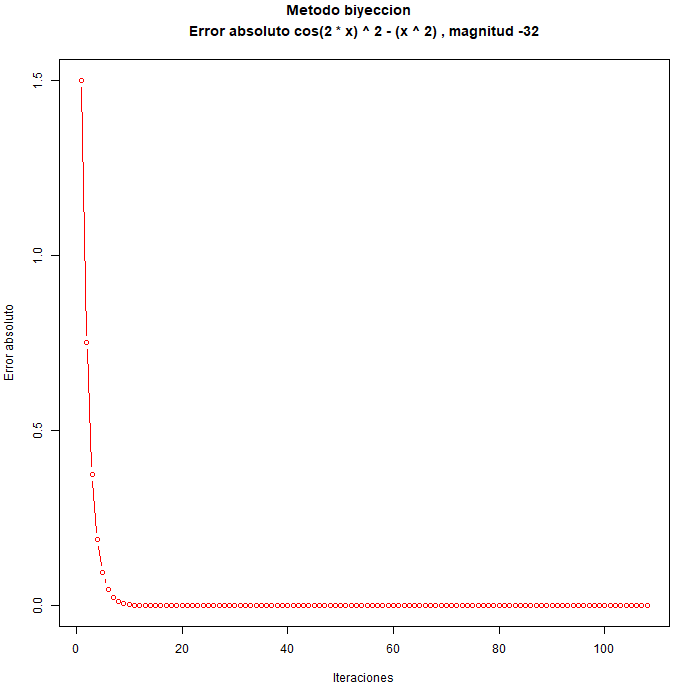 Metodo biyeccion
Error absoluto cos(2 * x) ^ 2 - (x ^ 2) , magnitud -32
1.5
1.0
0.5
0.0
Error absoluto
0 20 40 60 80 100
Iteraciones